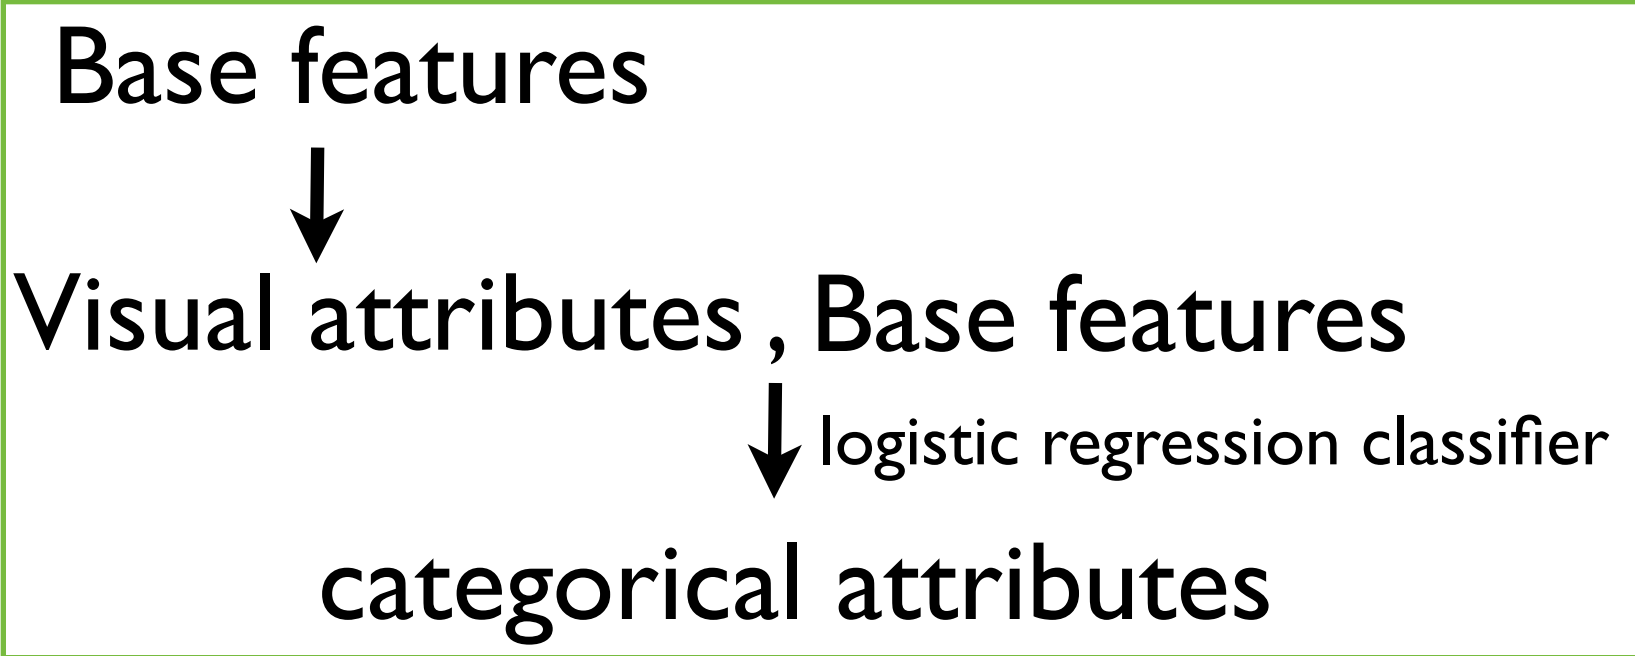 Base features
Visual attributes , Base features
logistic regression classifier
categorical attributes